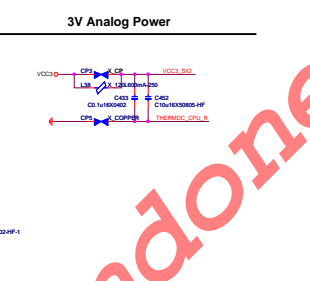 3V Analog Power
CP3 X_CP
VCC3 VCC3_SIO
L38 X_120L600mA-250
C433 C452
C0.1u16X0402 C10u16X50805-HF
CP5 X_COPPER THERMDC_CPU_R
02-HF-1
done